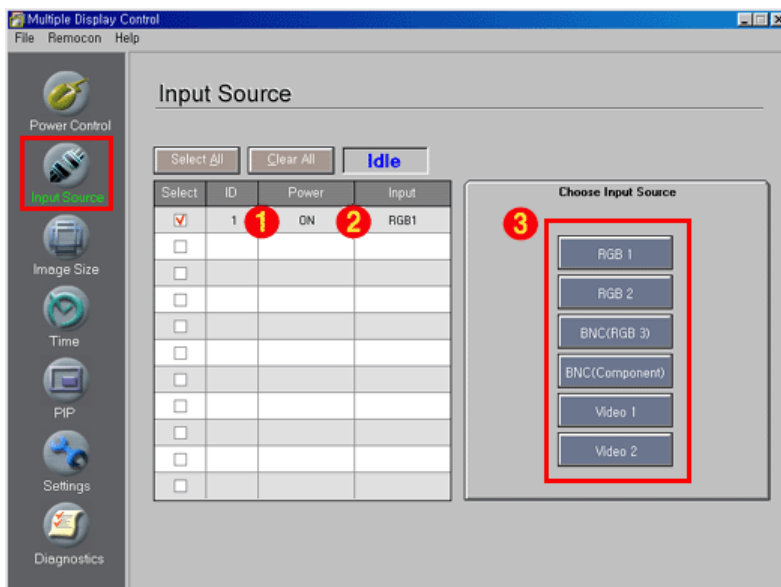 Multiple Display Control
File Remocon Help
Power Control
Input Source
Image Size
Time
PIP
Settings
Diagnostics
Input Source
Select All Clear All Idle
Select ID Power Input
1 1 ON 2 RGB1
Choose Input Source
3
RGB 1
RGB 2
BNC(RGB 3)
BNC(Component)
Video 1
Video 2